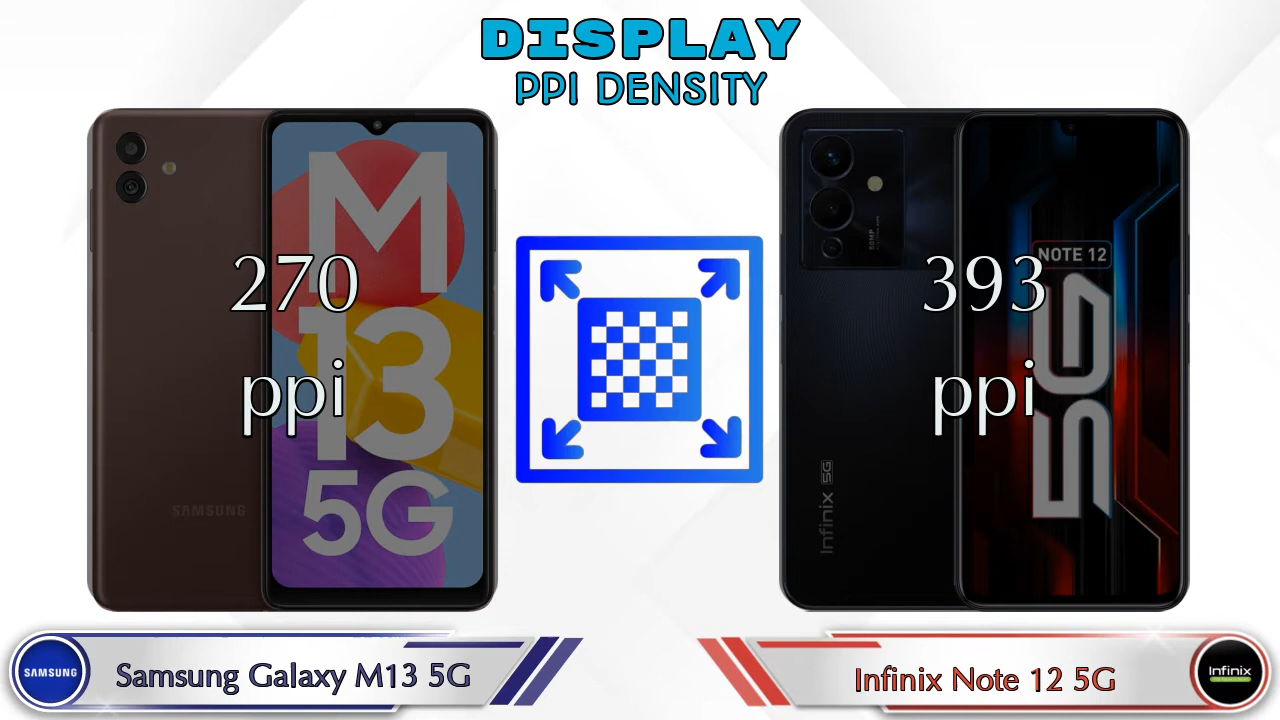 DISPLAY
PPI DENSITY
M
13
5G
SAMSUNG
270
ppi
50MP
NOTE 12
5G
Infinix 5G
393
ppi
SAMSUNG
Samsung Galaxy M13 5G
Infinix Note 12 5G
Infinix